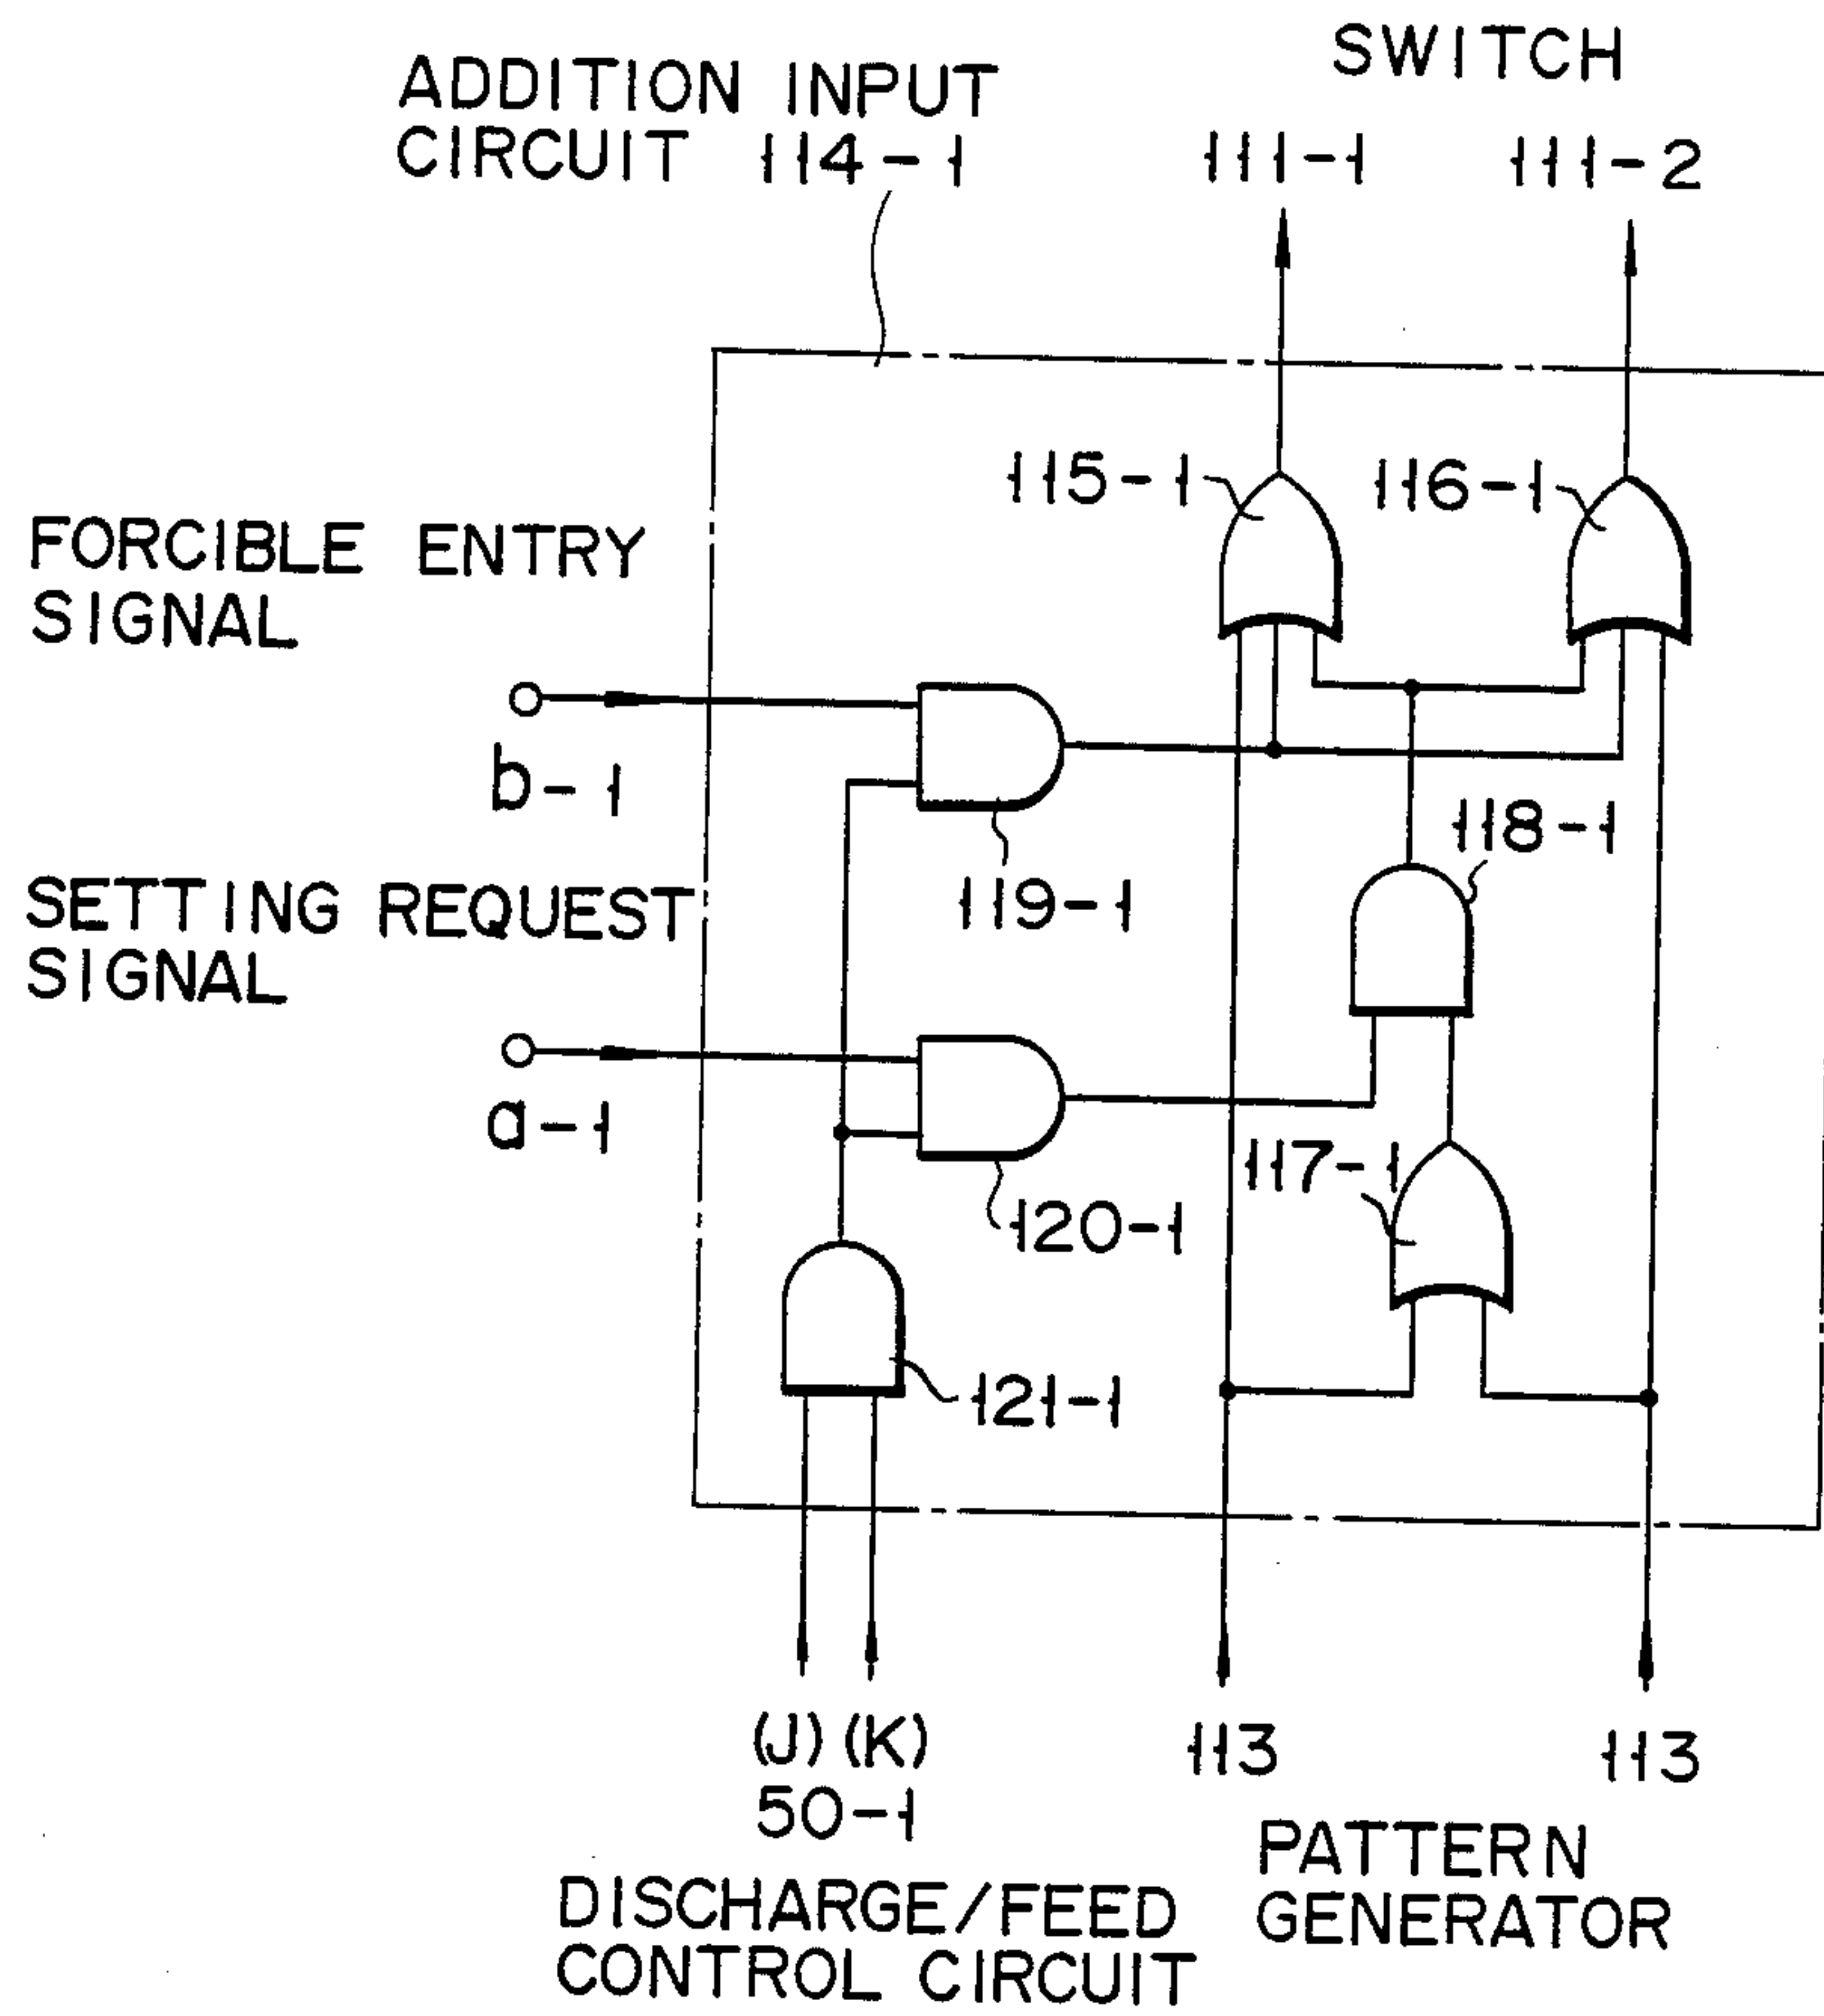 SWITCH
ADDITION INPUT
CIRCUIT 114-1
111-1
111-2
115-1
116-1
FORCIBLE ENTRY
SIGNAL
b-1
118-1
119-1
SETTING REQUEST
SIGNAL
a-1
117-1
120-1
121-1
(J) (K)
50-1
113
113
DISCHARGE/FEED
CONTROL CIRCUIT
PATTERN
GENERATOR